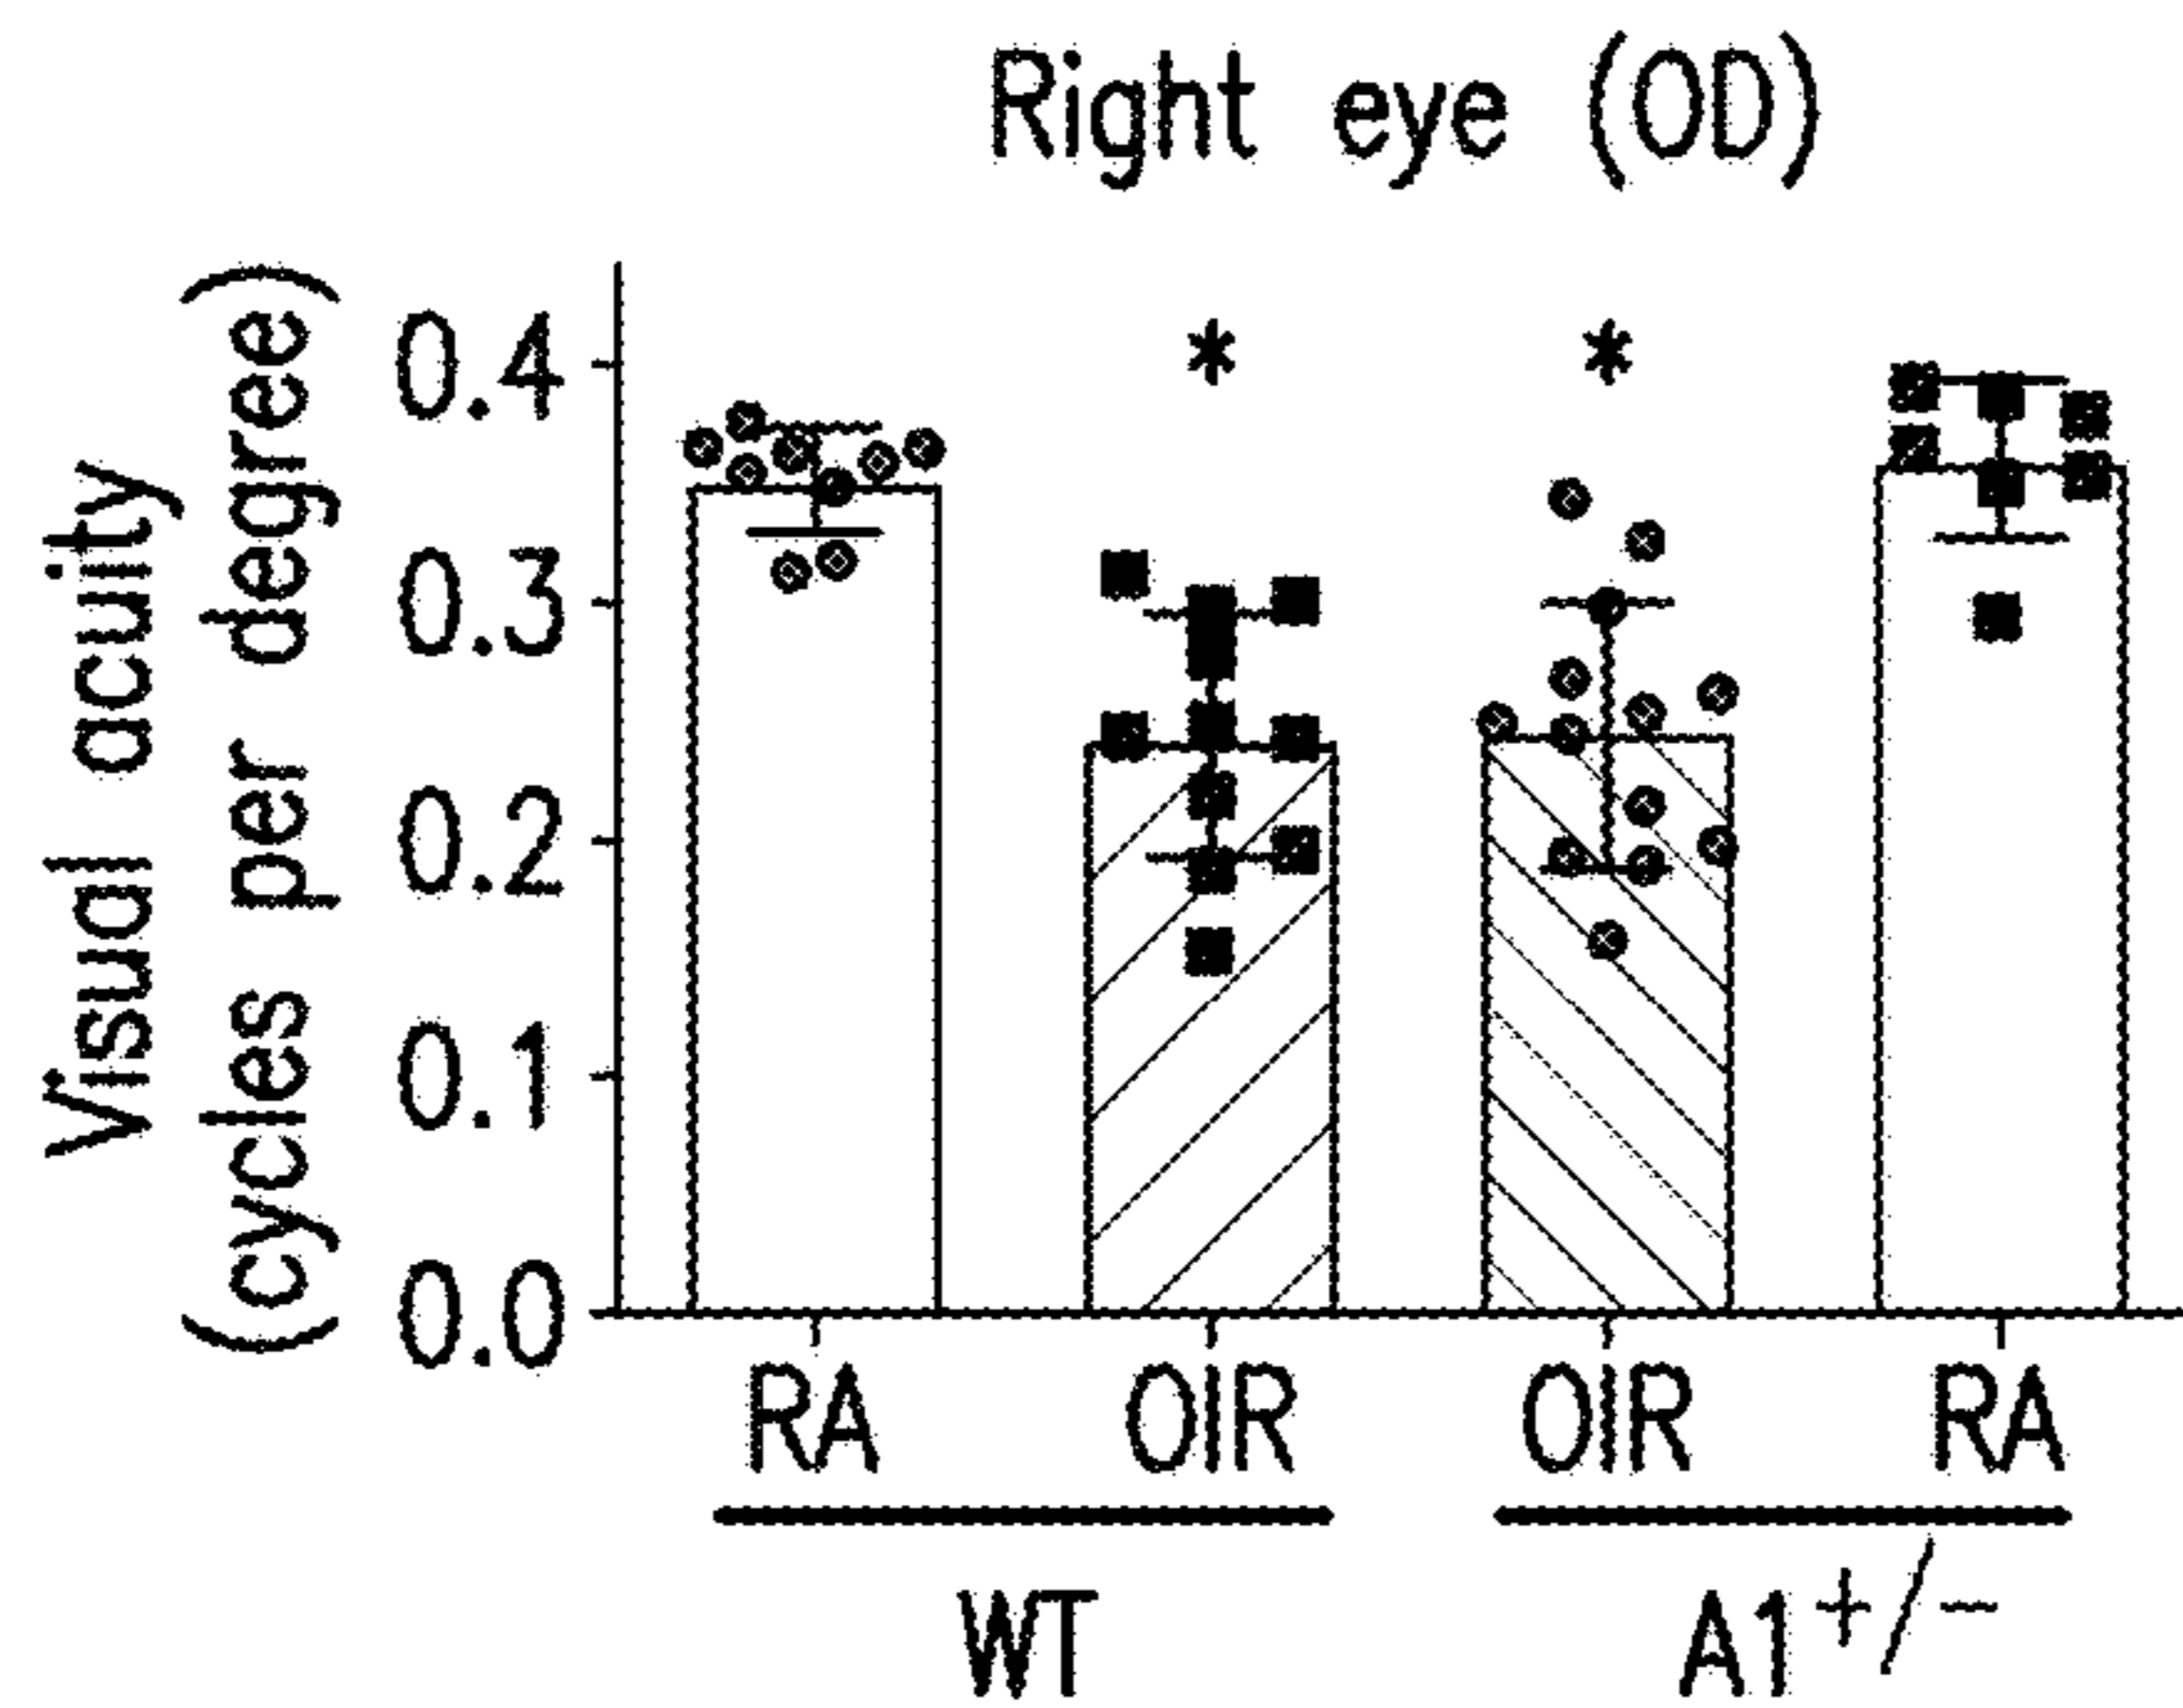 Right eye (OD)
Visual acuity
(cycles per degree)
0.4
0.3
0.2
0.1
0.0
* *
RA OIR OIR RA
WT A1+/-